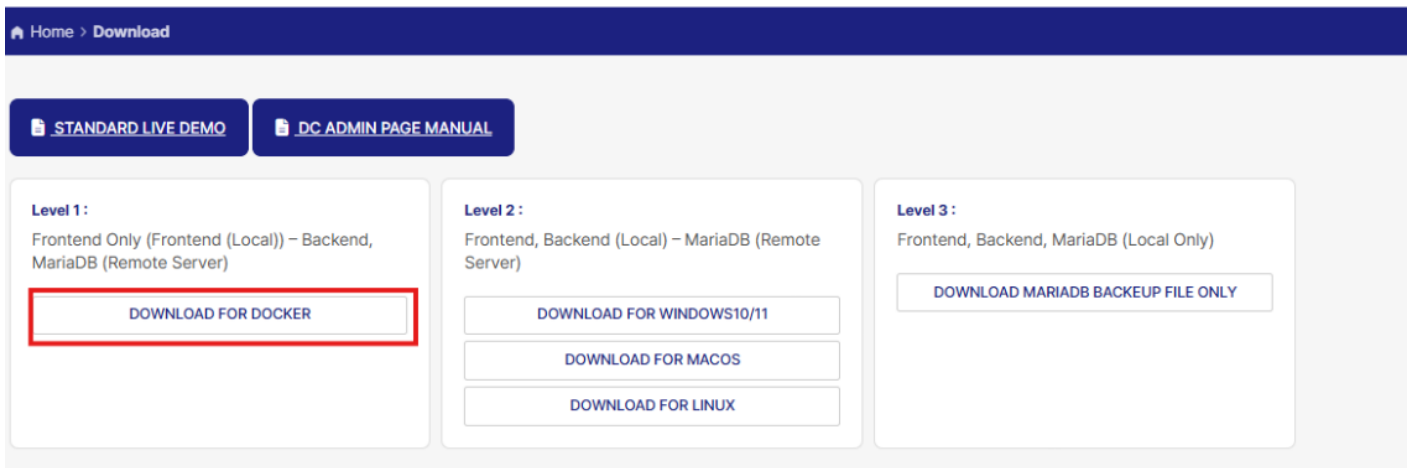 Home > Download
STANDARD LIVE DEMO
DC ADMIN PAGE MANUAL
Level 1 :
Frontend Only (Frontend (Local)) – Backend,
MariaDB (Remote Server)
DOWNLOAD FOR DOCKER
Level 2 :
Frontend, Backend (Local) – MariaDB (Remote
Server)
DOWNLOAD FOR WINDOWS10/11
DOWNLOAD FOR MACOS
DOWNLOAD FOR LINUX
Level 3 :
Frontend, Backend, MariaDB (Local Only)
DOWNLOAD MARIADB BACKEUP FILE ONLY